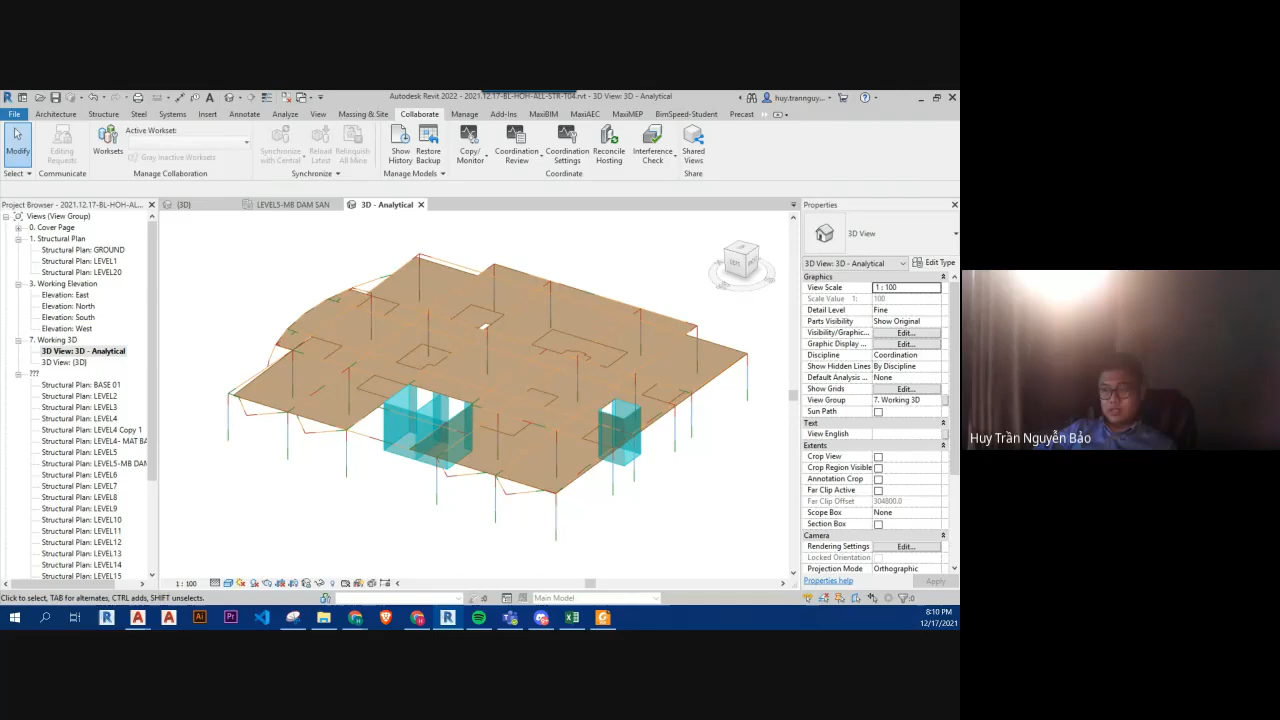 Autodesk Revit 2022 - 2021.12.17-BL-HOH-ALL-STR-T04.rvt - 3D View: 3D - Analytical
huy.trannguy...
File Architecture Structure Steel Systems Insert Annotate Analyze Massing & Site Collaborate View Manage Add-Ins MaxiBIM MaxiAEC MaxiMEP BimSpeed-Student Precast
Modify
Editing Requests
Worksets
Active Workset:
Gray Inactive Worksets
Synchronize with Central
Reload Latest
Relinquish All Mine
Show History
Restore Backup
Copy/ Monitor
Coordination Review
Coordination Settings
Reconcile Hosting
Interference Check
Shared Views
Select Communicate Manage Collaboration Synchronize Manage Models Coordinate Share
Project Browser - 2021.12.17-BL-HOH-AL...
{3D} LEVEL5-MB DAM SAN 3D - Analytical
Views (View Group)
0. Cover Page
1. Structural Plan
Structural Plan: GROUND
Structural Plan: LEVEL1
Structural Plan: LEVEL20
3. Working Elevation
Elevation: East
Elevation: North
Elevation: South
Elevation: West
7. Working 3D
3D View: 3D - Analytical
3D View: {3D}
???
Structural Plan: BASE 01
Structural Plan: LEVEL2
Structural Plan: LEVEL3
Structural Plan: LEVEL4
Structural Plan: LEVEL4 Copy 1
Structural Plan: LEVEL4- MAT BA
Structural Plan: LEVEL5
Structural Plan: LEVEL5-MB DAM
Structural Plan: LEVEL6
Structural Plan: LEVEL7
Structural Plan: LEVEL8
Structural Plan: LEVEL9
Structural Plan: LEVEL10
Structural Plan: LEVEL11
Structural Plan: LEVEL12
Structural Plan: LEVEL13
Structural Plan: LEVEL14
Structural Plan: LEVEL15
Properties
3D View
3D View: 3D - Analytical Edit Type
Graphics
View Scale 1 : 100
Scale Value 1: 100
Detail Level Fine
Parts Visibility Show Original
Visibility/Graphic... Edit...
Graphic Display ... Edit...
Discipline Coordination
Show Hidden Lines By Discipline
Default Analysis ... None
Show Grids Edit...
View Group 7. Working 3D
Sun Path
Text
View English
Extents
Crop View
Crop Region Visible
Annotation Crop
Far Clip Active
Far Clip Offset 304800.0
Scope Box None
Section Box
Camera
Rendering Settings Edit...
Locked Orientation
Projection Mode Orthographic
Properties help Apply
1 : 100
Click to select, TAB for alternates, CTRL adds, SHIFT unselects.
:0
Main Model
:0
8:10 PM
12/17/2021
Huy Trần Nguyễn Bảo